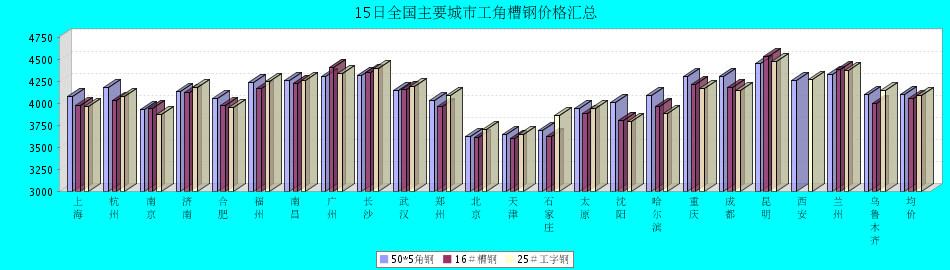 15日全国主要城市工角槽钢价格汇总
4750
4500
4250
4000
3750
3500
3250
3000
上海
杭州
南京
济南
合肥
福州
南昌
广州
长沙
武汉
郑州
北京
天津
石家庄
太原
沈阳
哈尔滨
重庆
成都
昆明
西安
兰州
乌鲁木齐
均价
50*5角钢 16#槽钢 25#工字钢